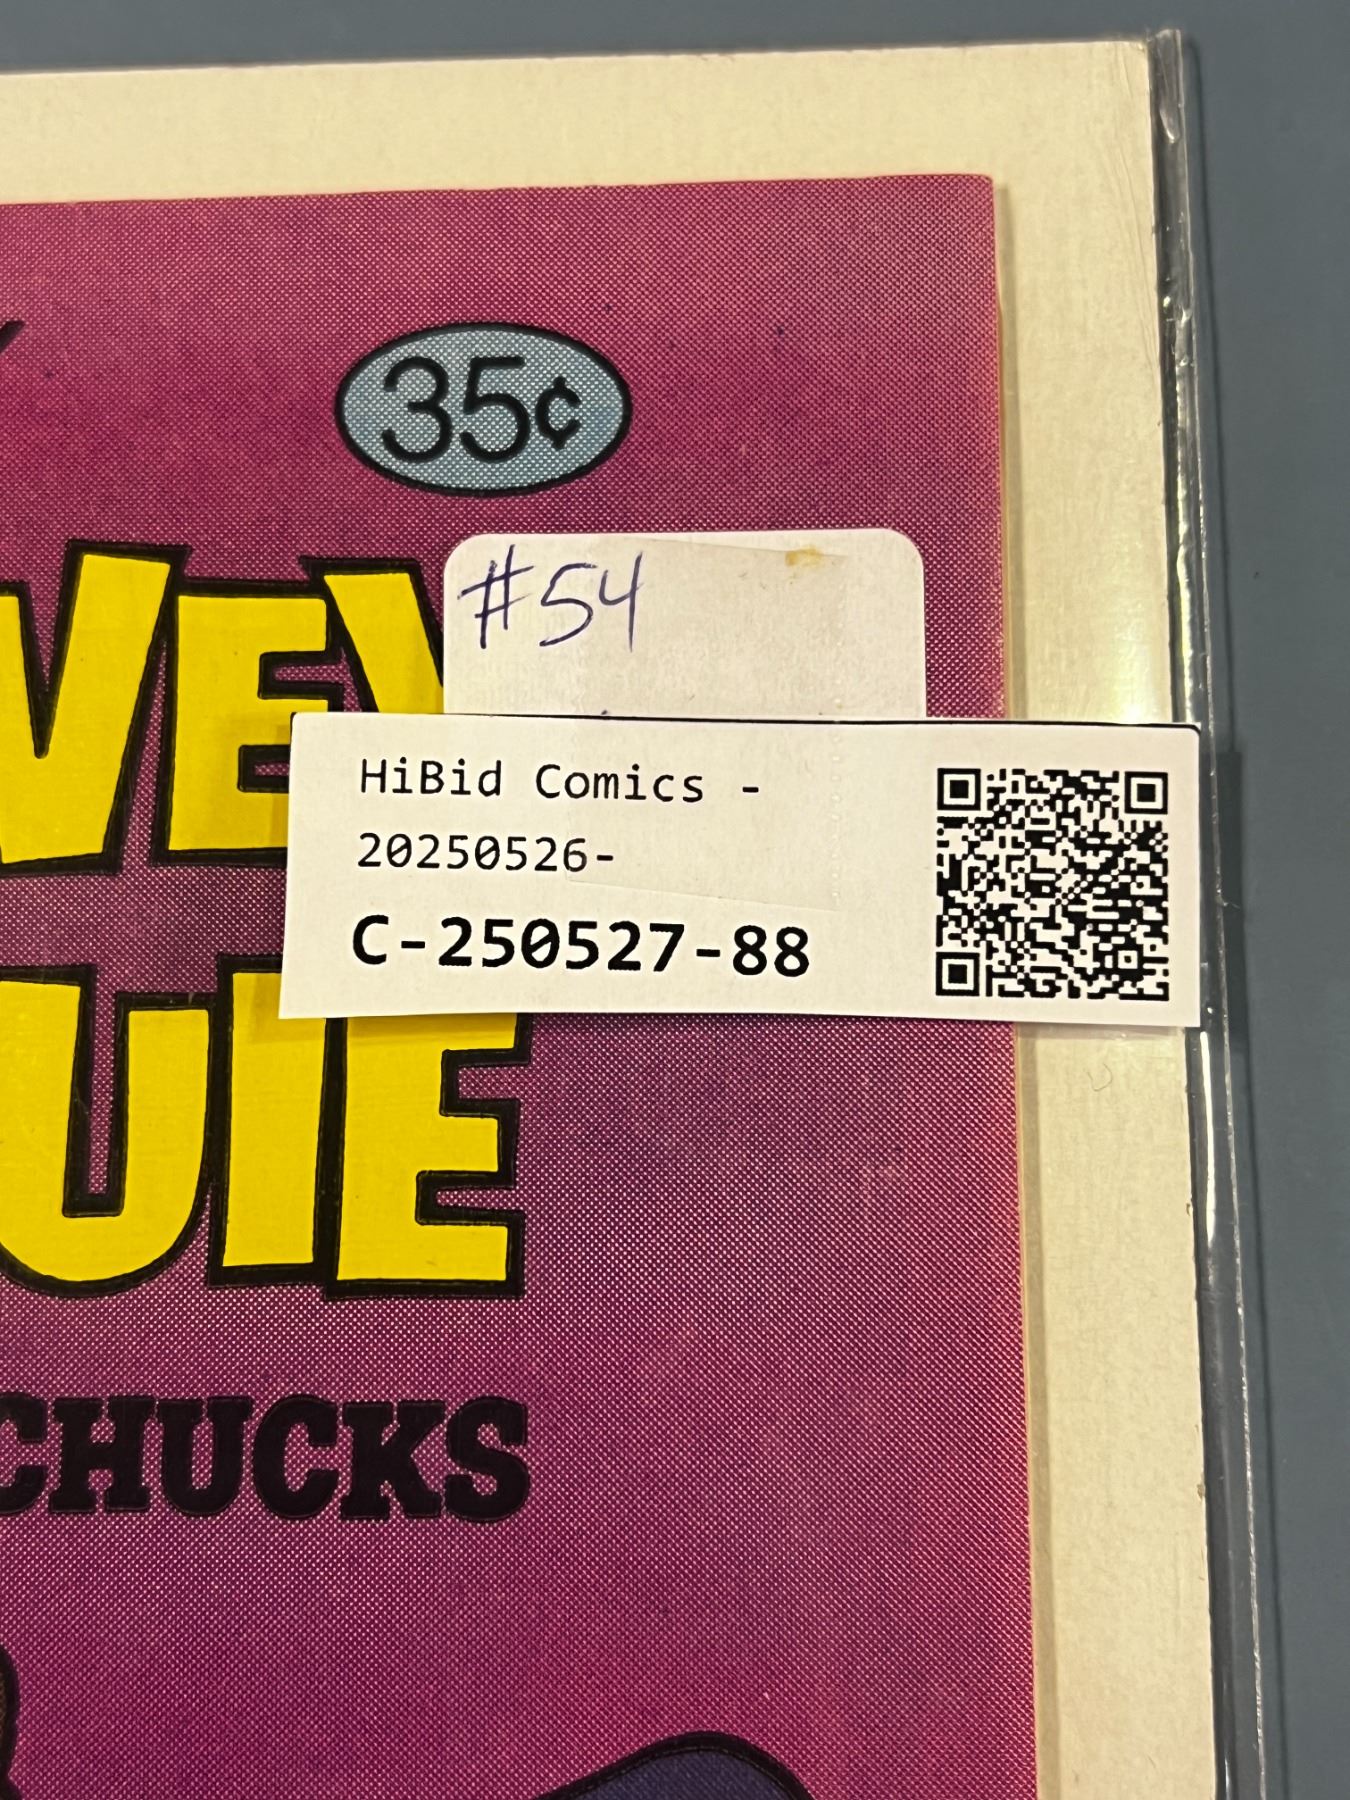 35¢
#54
VEY
HiBid Comics -
20250526-
C-250527-88
UIE
CHUCKS